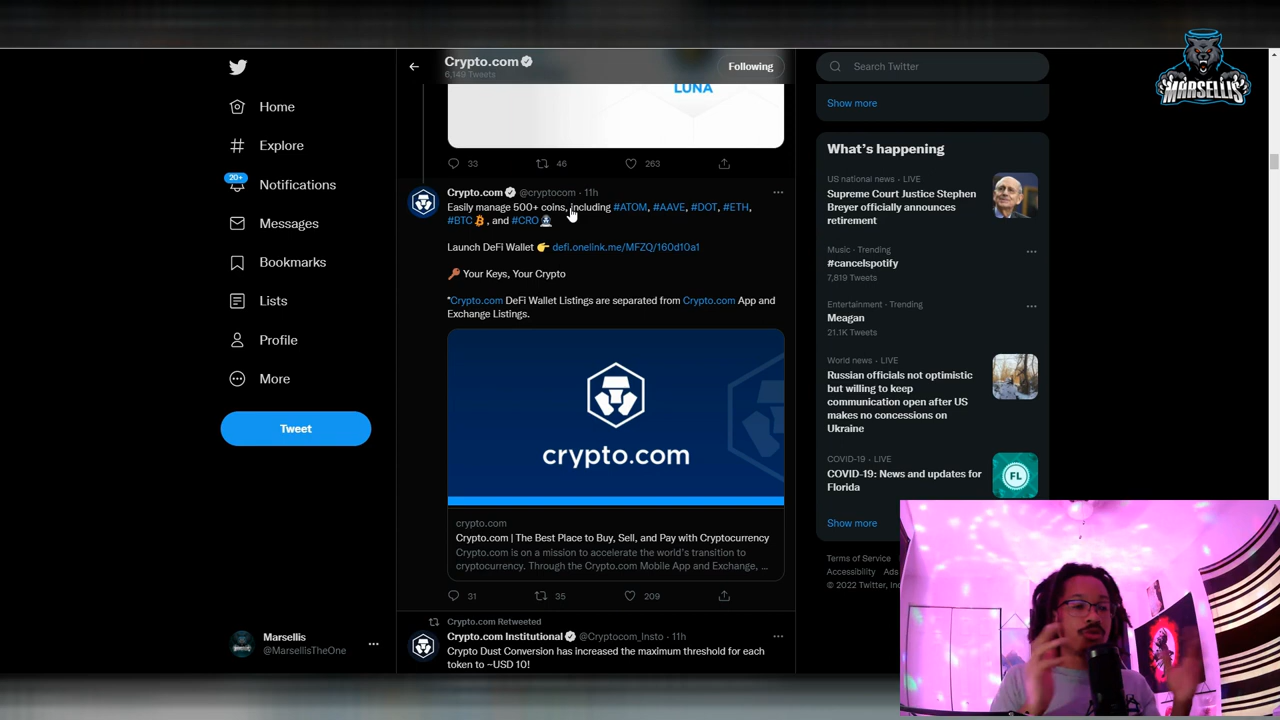 MARSELLIS
Home
Explore
20+
Notifications
Messages
Bookmarks
Lists
Profile
More
Tweet
Marsellis
@MarsellisTheOne
Crypto.com
6,149 Tweets
Following
LUNA
33 46 263
Crypto.com @cryptocom · 11h
Easily manage 500+ coins, including #ATOM, #AAVE, #DOT, #ETH,
#BTC, and #CRO
Launch DeFi Wallet 👉 defi.onelink.me/MFZQ/160d10a1
🔑 Your Keys, Your Crypto
*Crypto.com DeFi Wallet Listings are separated from Crypto.com App and
Exchange Listings.
crypto.com
crypto.com
Crypto.com | The Best Place to Buy, Sell, and Pay with Cryptocurrency
Crypto.com is on a mission to accelerate the world's transition to
cryptocurrency. Through the Crypto.com Mobile App and Exchange, ...
31 35 209
Crypto.com Retweeted
Crypto.com Institutional @Cryptocom_Insto · 11h
Crypto Dust Conversion has increased the maximum threshold for each
token to ~USD 10!
Search Twitter
Show more
What's happening
US national news · LIVE
Supreme Court Justice Stephen
Breyer officially announces
retirement
Music · Trending
#cancelspotify
7,819 Tweets
Entertainment · Trending
Meagan
21.1K Tweets
World news · LIVE
Russian officials not optimistic
but willing to keep
communication open after US
makes no concessions on
Ukraine
COVID-19 · LIVE
COVID-19: News and updates for
Florida
FL
Show more
Terms of Service
Accessibility Ads
© 2022 Twitter,